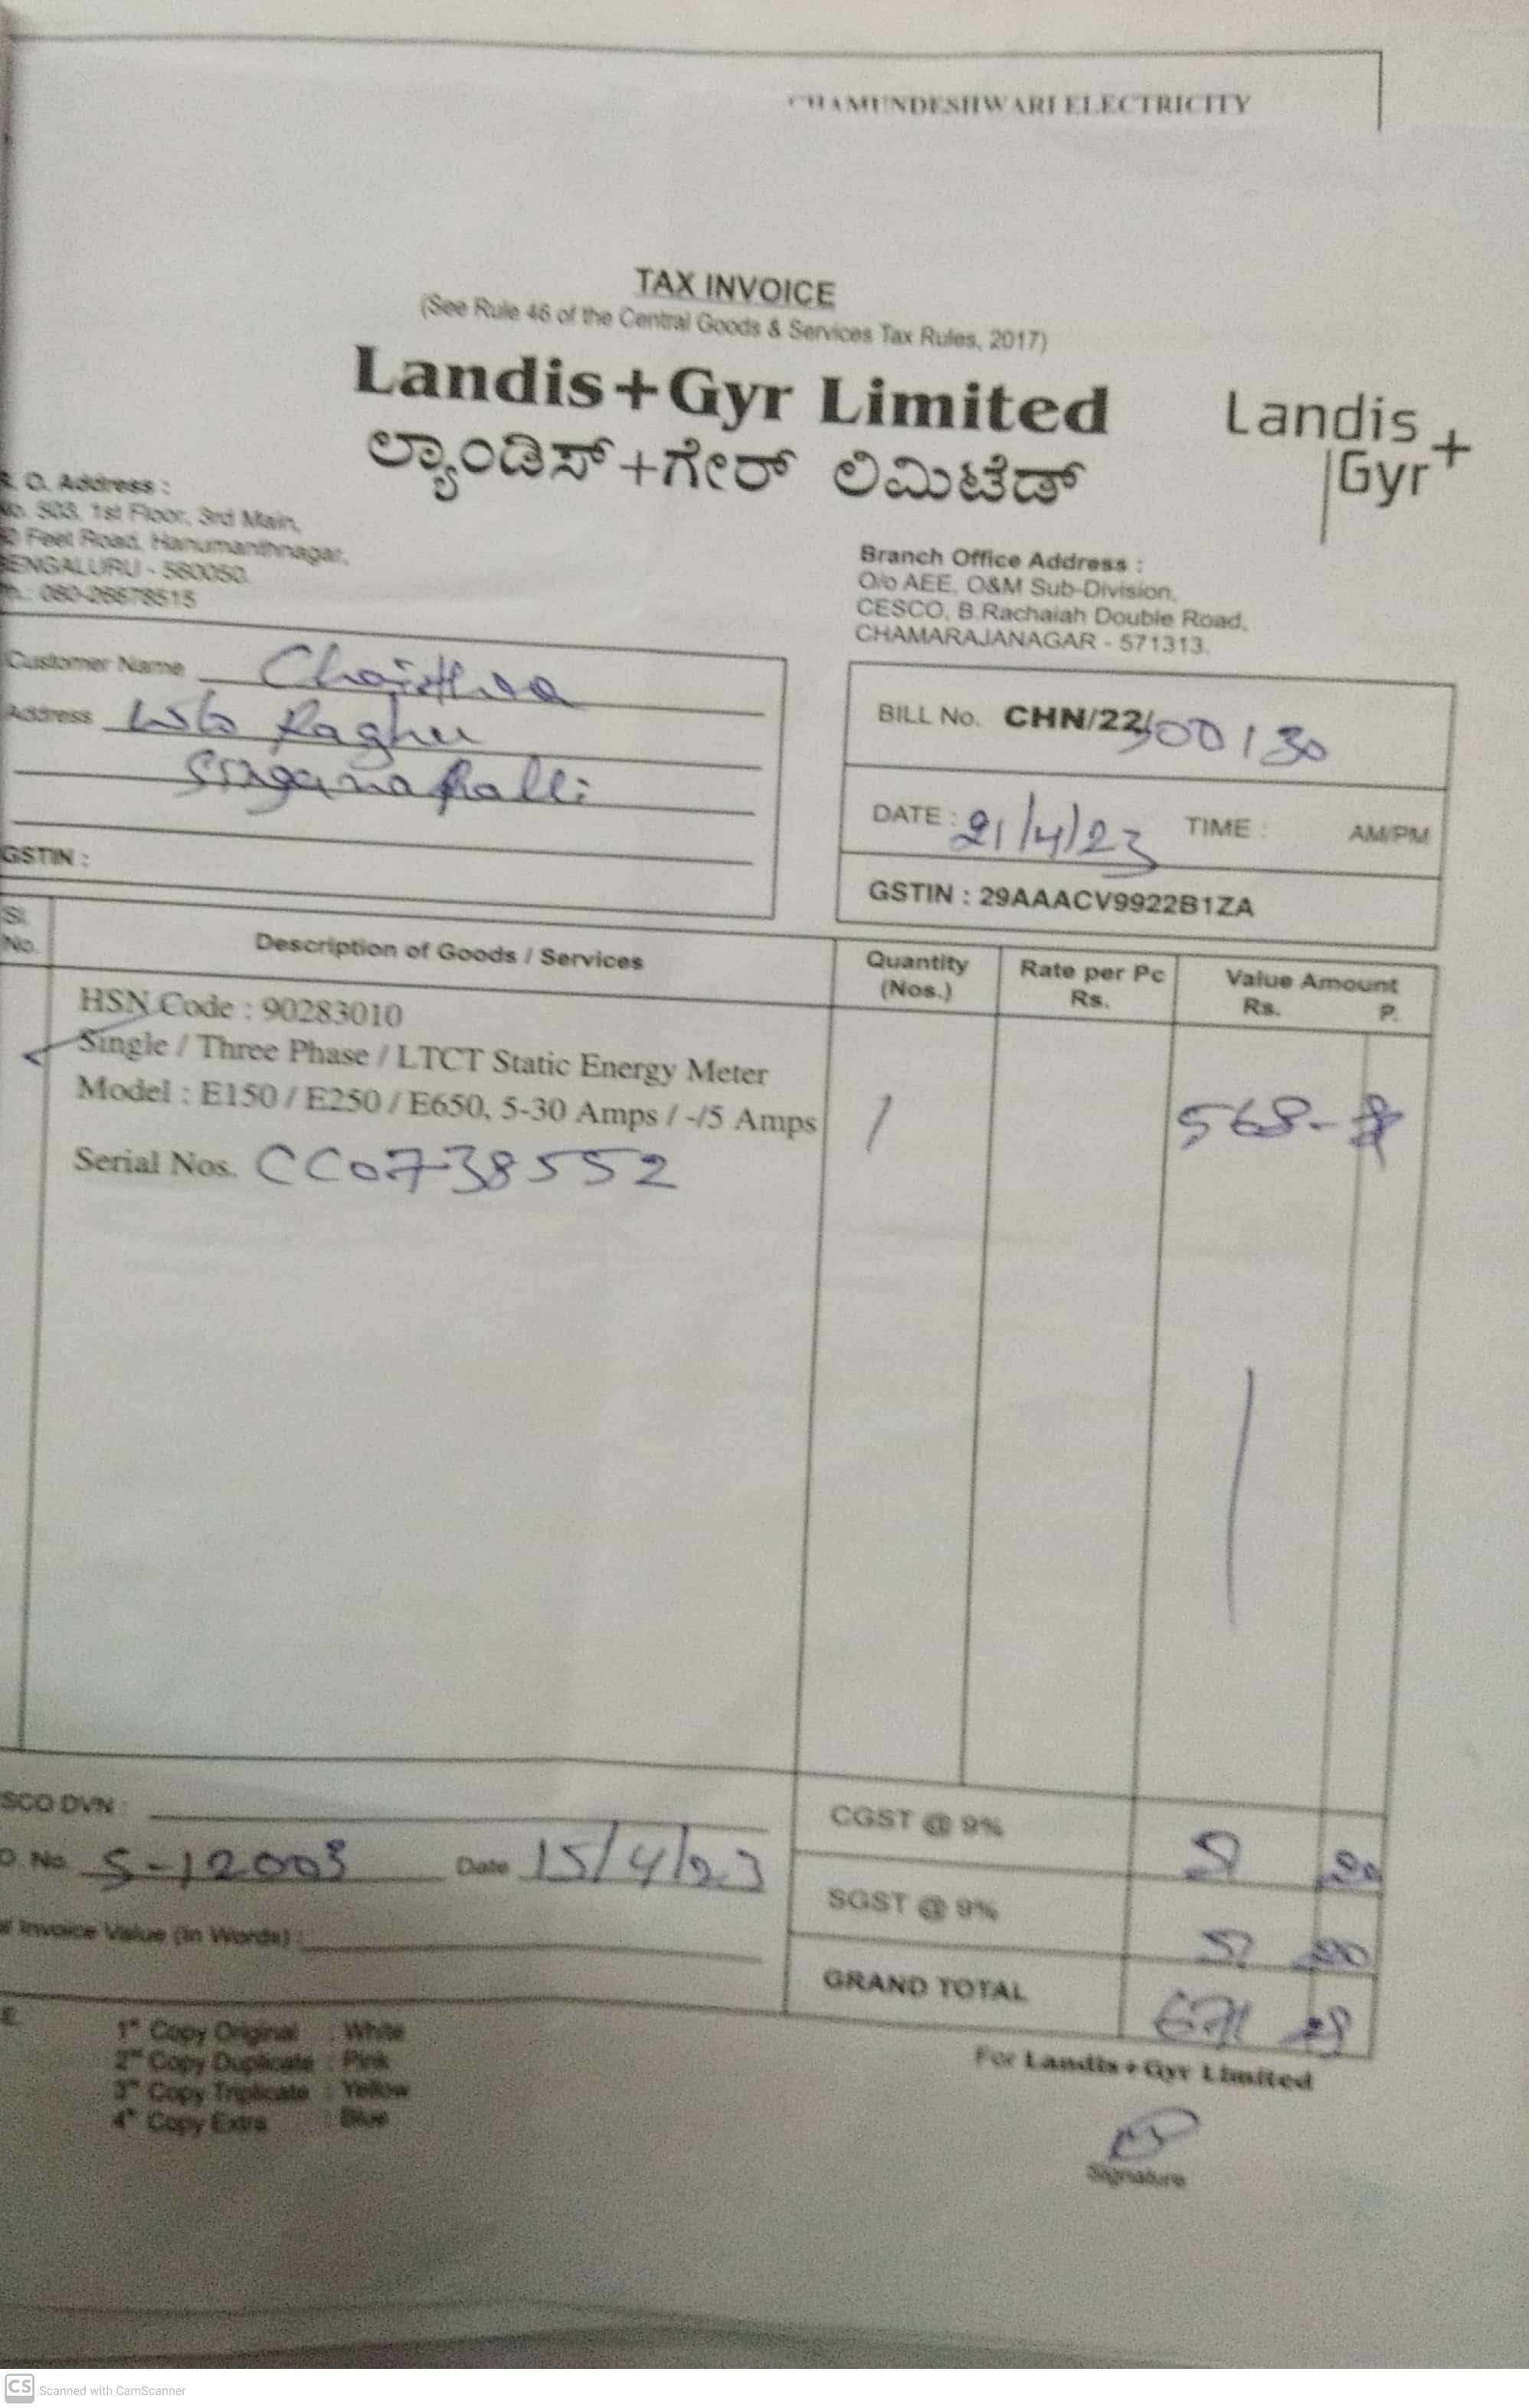 CHAMUNDESHWARI ELECTRICITY
TAX INVOICE
(See Rule 46 of the Central Goods & Services Tax Rules, 2017)
Landis+Gyr Limited
ಲ್ಯಾಂಡಿಸ್+ಗೇರ್ ಲಿಮಿಟೆಡ್
Landis
Gyr+
O. Address :
503, 1st Floor, 3rd Main,
Feet Road, Hanumanthnagar,
BENGALURU - 560050.
080-26678515
Branch Office Address :
O/o AEE, O&M Sub-Division,
CESCO, B.Rachaiah Double Road,
CHAMARAJANAGAR - 571313.
Customer Name Chaithra
Address W/o Raghu
GSTIN :
BILL No. CHN/22/300130
DATE : 21/4/23 TIME : AM/PM
GSTIN : 29AAACV9922B1ZA
Sl. No. Description of Goods / Services Quantity (Nos.) Rate per Pc Rs. Value Amount Rs. P.
HSN Code : 90283010
Single / Three Phase / LTCT Static Energy Meter
Model : E150 / E250 / E650, 5-30 Amps / -/5 Amps 1 568-
Serial Nos. CC0738552
SCO DVN :
No. S-12003 Date 15/4/23
Invoice Value (In Words) :
CGST @ 9%
SGST @ 9%
GRAND TOTAL
1st Copy Original : White
2nd Copy Duplicate : Pink
3rd Copy Triplicate : Yellow
4th Copy Extra : Blue
For Landis+Gyr Limited
Signature
CS Scanned with CamScanner